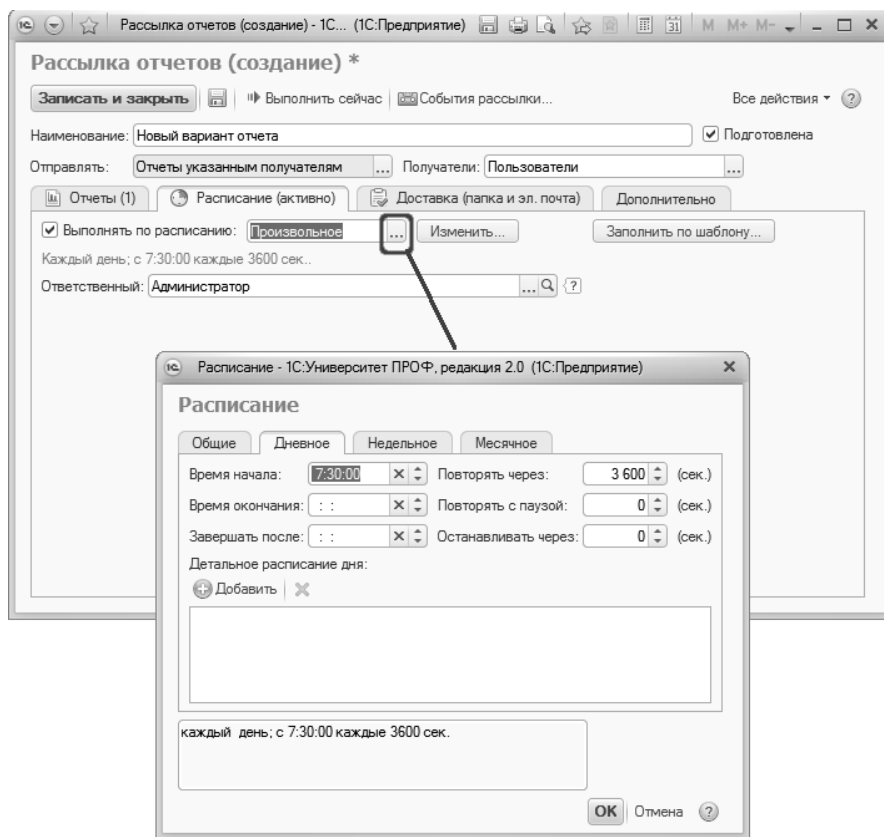 Рассылка отчетов (создание) - 1С... (1С:Предприятие) 31 M M+ M-
Рассылка отчетов (создание) *
Записать и закрыть Выполнить сейчас События рассылки... Все действия ?
Наименование: Новый вариант отчета Подготовлена
Отправлять: Отчеты указанным получателям ... Получатели: Пользователи ...
Отчеты (1) Расписание (активно) Доставка (папка и эл. почта) Дополнительно
Выполнять по расписанию: Произвольное ... Изменить... Заполнить по шаблону...
Каждый день; с 7:30:00 каждые 3600 сек..
Ответственный: Администратор ... ?
Расписание - 1С:Университет ПРОФ, редакция 2.0 (1С:Предприятие)
Расписание
Общие Дневное Недельное Месячное
Время начала: 7:30:00 Повторять через: 3 600 (сек.)
Время окончания: : : Повторять с паузой: 0 (сек.)
Завершать после: : : Останавливать через: 0 (сек.)
Детальное расписание дня:
Добавить
каждый день; с 7:30:00 каждые 3600 сек.
OK Отмена ?